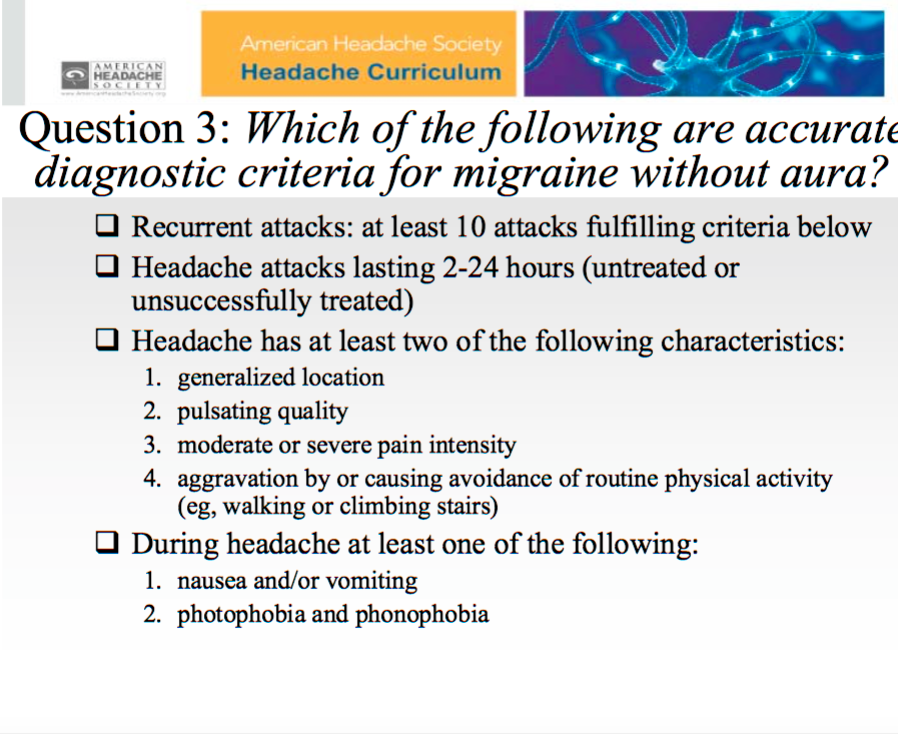 American Headache Society
Headache Curriculum
AMERICAN
HEADACHE
SOCIETY
www.AmericanHeadacheSociety.org
Question 3: Which of the following are accurate
diagnostic criteria for migraine without aura?
❑ Recurrent attacks: at least 10 attacks fulfilling criteria below
❑ Headache attacks lasting 2-24 hours (untreated or
unsuccessfully treated)
❑ Headache has at least two of the following characteristics:
1. generalized location
2. pulsating quality
3. moderate or severe pain intensity
4. aggravation by or causing avoidance of routine physical activity
(eg, walking or climbing stairs)
❑ During headache at least one of the following:
1. nausea and/or vomiting
2. photophobia and phonophobia